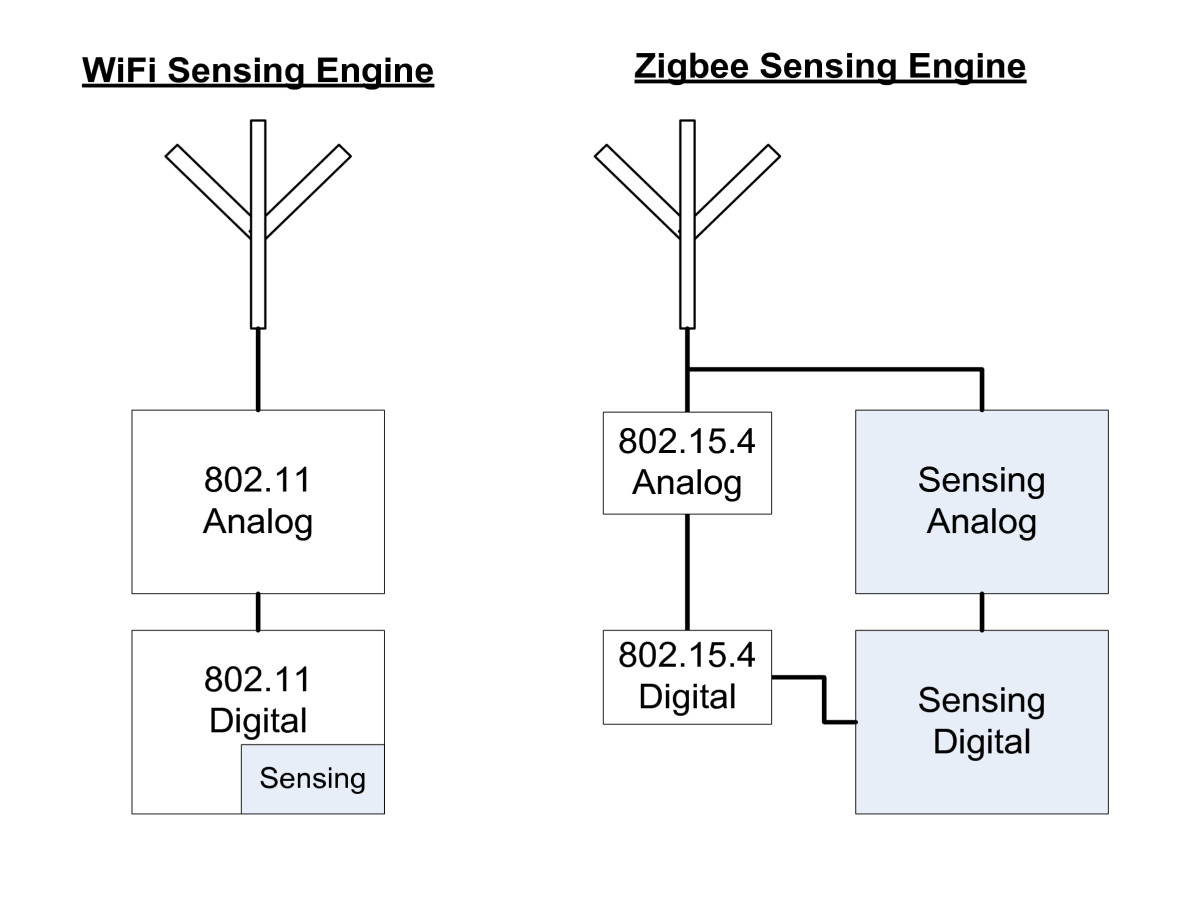 WiFi Sensing Engine
Zigbee Sensing Engine
802.11
Analog
802.11
Digital
Sensing
802.15.4
Analog
802.15.4
Digital
Sensing
Analog
Sensing
Digital